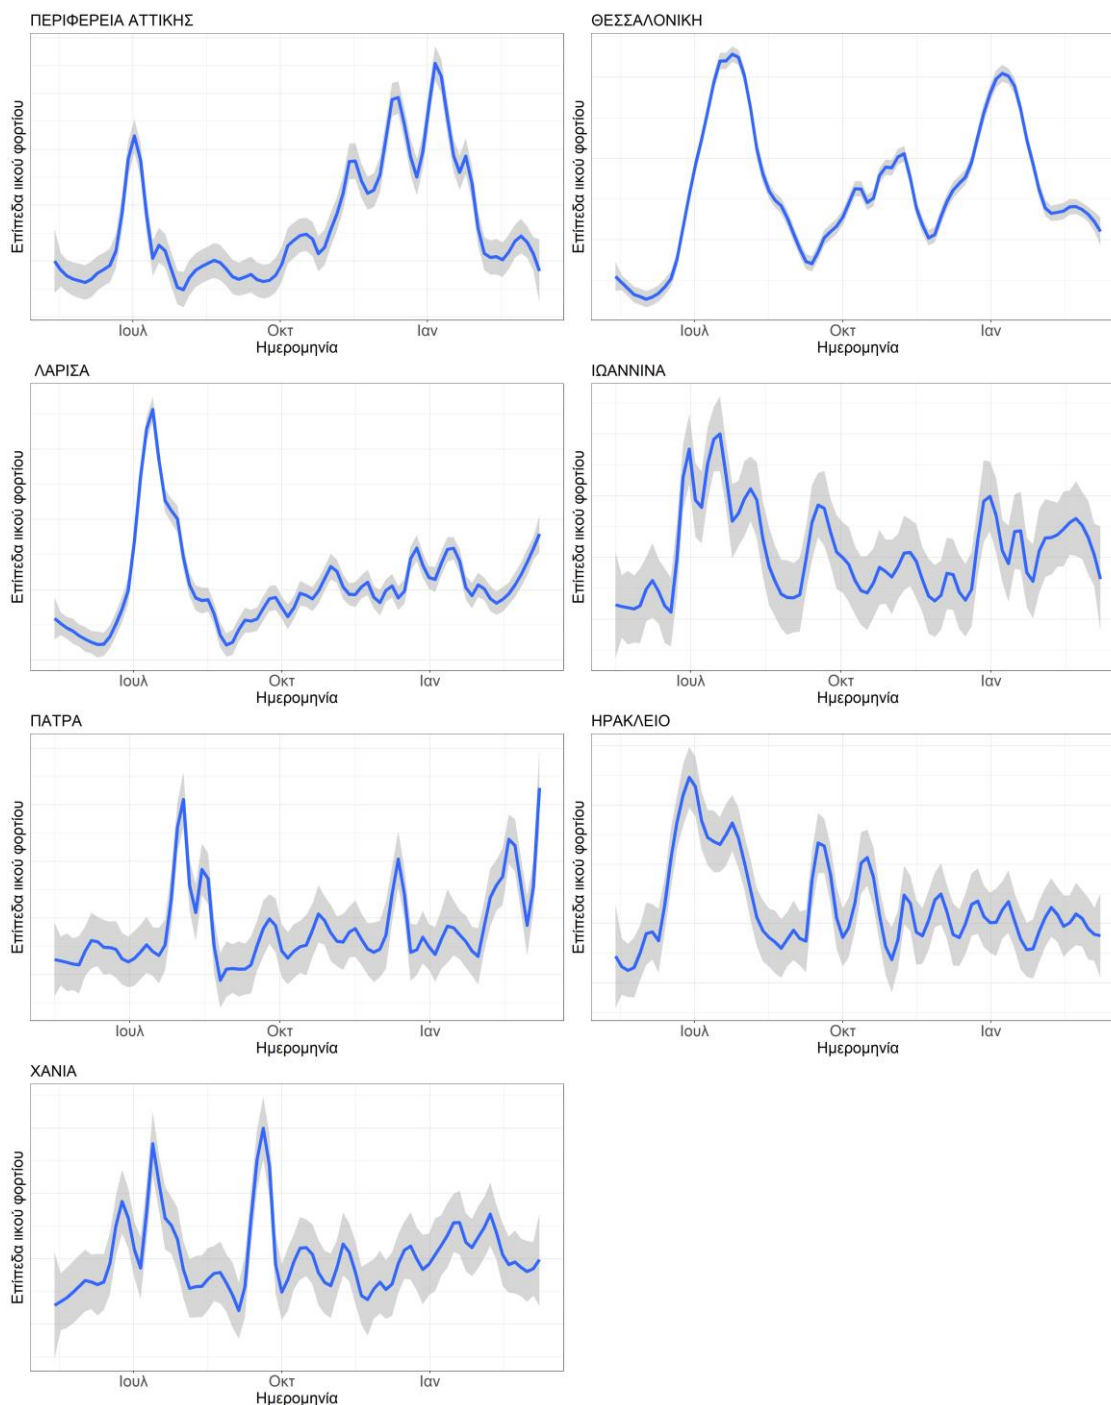 ΠΕΡΙΦΕΡΕΙΑ ΑΤΤΙΚΗΣ
Επίπεδα ιικού φορτίου
Ιουλ Οκτ Ιαν
Ημερομηνία
ΘΕΣΣΑΛΟΝΙΚΗ
Επίπεδα ιικού φορτίου
Ιουλ Οκτ Ιαν
Ημερομηνία
ΛΑΡΙΣΑ
Επίπεδα ιικού φορτίου
Ιουλ Οκτ Ιαν
Ημερομηνία
ΙΩΑΝΝΙΝΑ
Επίπεδα ιικού φορτίου
Ιουλ Οκτ Ιαν
Ημερομηνία
ΠΑΤΡΑ
Επίπεδα ιικού φορτίου
Ιουλ Οκτ Ιαν
Ημερομηνία
ΗΡΑΚΛΕΙΟ
Επίπεδα ιικού φορτίου
Ιουλ Οκτ Ιαν
Ημερομηνία
ΧΑΝΙΑ
Επίπεδα ιικού φορτίου
Ιουλ Οκτ Ιαν
Ημερομηνία